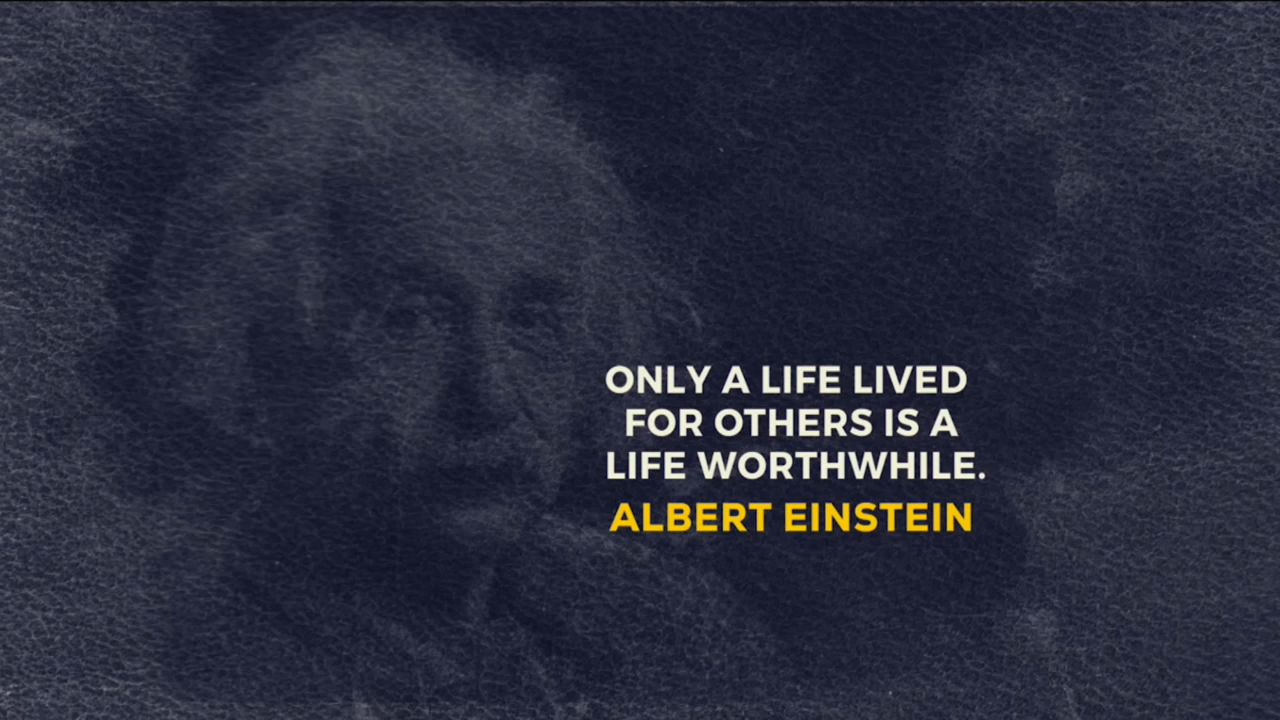 ONLY A LIFE LIVED
FOR OTHERS IS A
LIFE WORTHWHILE.
ALBERT EINSTEIN